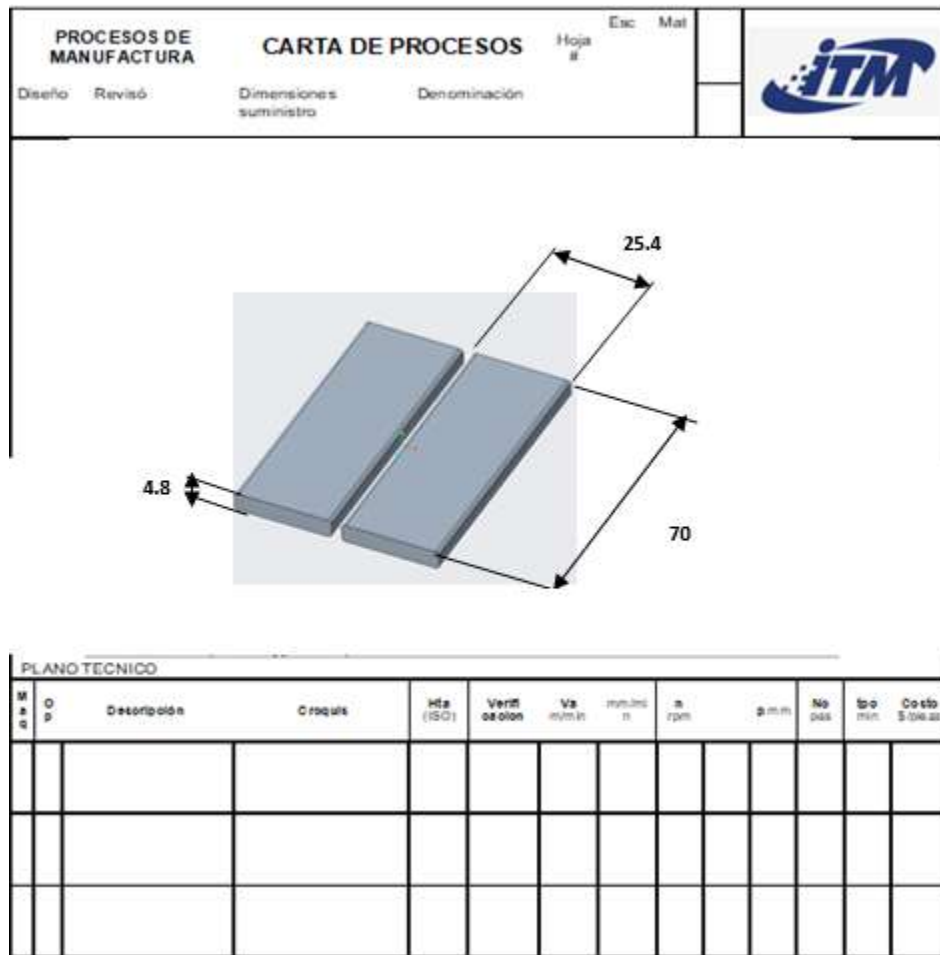 PROCESOS DE
MANUFACTURA
CARTA DE PROCESOS
Hoja
#
Esc Mat
ITM
Diseño Revisó
Dimensiones
suministro
Denominación
25.4
4.8
70
PLANO TECNICO
M
a
q
O
p
Descripción
Croquis
Hta
(ISO)
Verifi
cacion
Va
m/min
mm/mi
n
n
rpm
p mm
No
pas
tpo
min
Costo